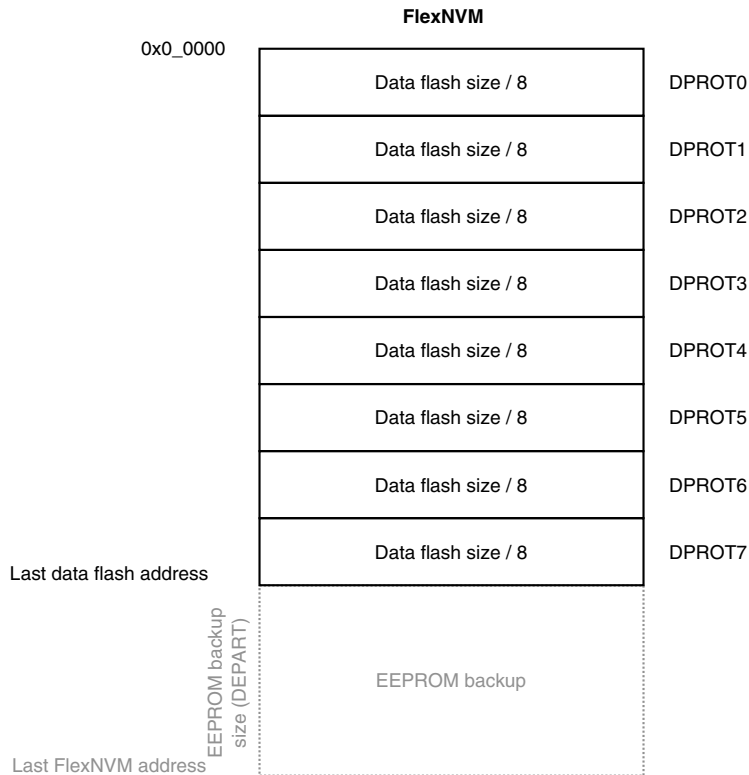 FlexNVM
0x0_0000
Data flash size / 8 DPROT0
Data flash size / 8 DPROT1
Data flash size / 8 DPROT2
Data flash size / 8 DPROT3
Data flash size / 8 DPROT4
Data flash size / 8 DPROT5
Data flash size / 8 DPROT6
Data flash size / 8 DPROT7
Last data flash address
EEPROM backup
size (DEPART)
EEPROM backup
Last FlexNVM address